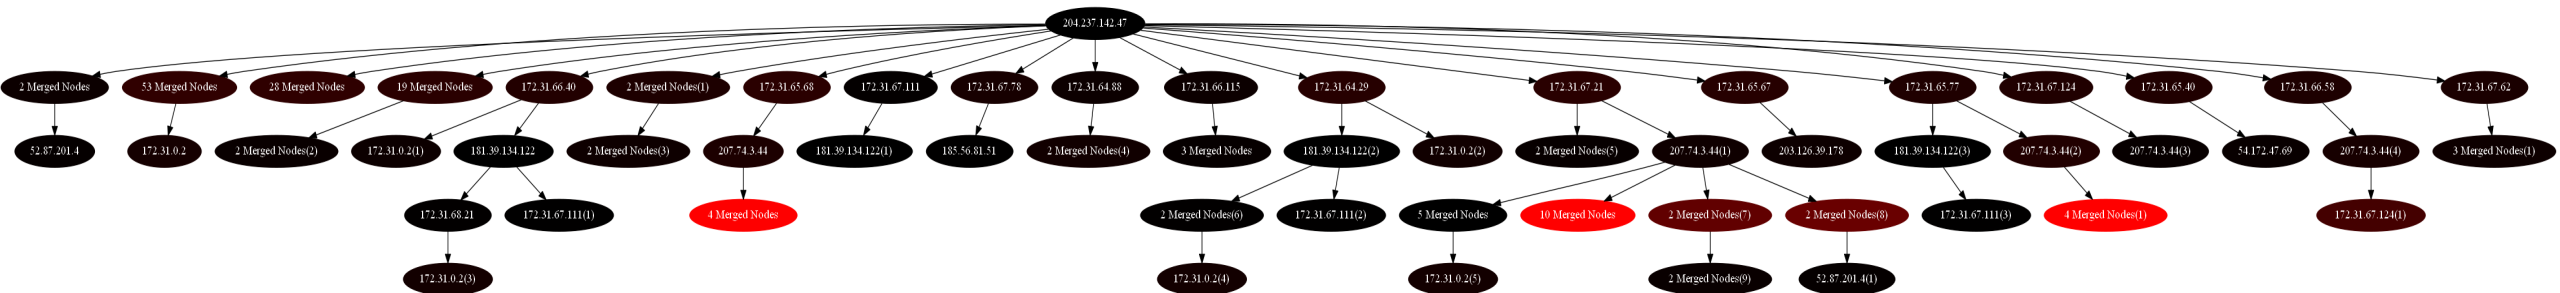 204.237.142.47
2 Merged Nodes
53 Merged Nodes
28 Merged Nodes
19 Merged Nodes
172.31.66.40
2 Merged Nodes(1)
172.31.65.68
172.31.67.111
172.31.67.78
172.31.64.88
172.31.66.115
172.31.64.29
172.31.67.21
172.31.65.67
172.31.65.77
172.31.67.124
172.31.65.40
172.31.66.58
172.31.67.62
52.87.201.4
172.31.0.2
2 Merged Nodes(2)
172.31.0.2(1)
181.39.134.122
2 Merged Nodes(3)
207.74.3.44
181.39.134.122(1)
185.56.81.51
2 Merged Nodes(4)
3 Merged Nodes
181.39.134.122(2)
172.31.0.2(2)
2 Merged Nodes(5)
207.74.3.44(1)
203.126.39.178
181.39.134.122(3)
207.74.3.44(2)
207.74.3.44(3)
54.172.47.69
207.74.3.44(4)
3 Merged Nodes(1)
172.31.68.21
172.31.67.111(1)
4 Merged Nodes
2 Merged Nodes(6)
172.31.67.111(2)
5 Merged Nodes
10 Merged Nodes
2 Merged Nodes(7)
2 Merged Nodes(8)
172.31.67.111(3)
4 Merged Nodes(1)
172.31.67.124(1)
172.31.0.2(3)
172.31.0.2(4)
172.31.0.2(5)
2 Merged Nodes(9)
52.87.201.4(1)